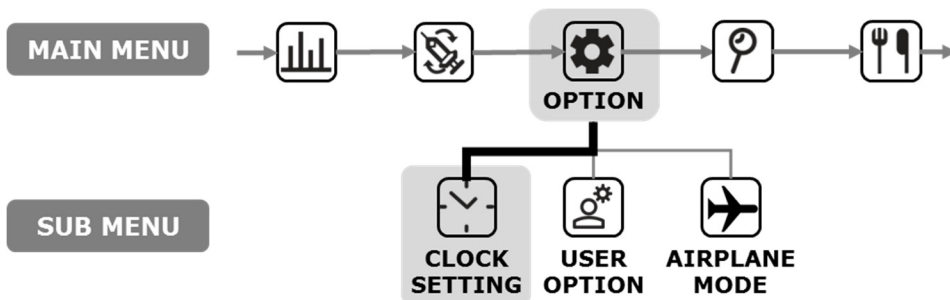 MAIN MENU
OPTION
SUB MENU
CLOCK
SETTING
USER
OPTION
AIRPLANE
MODE